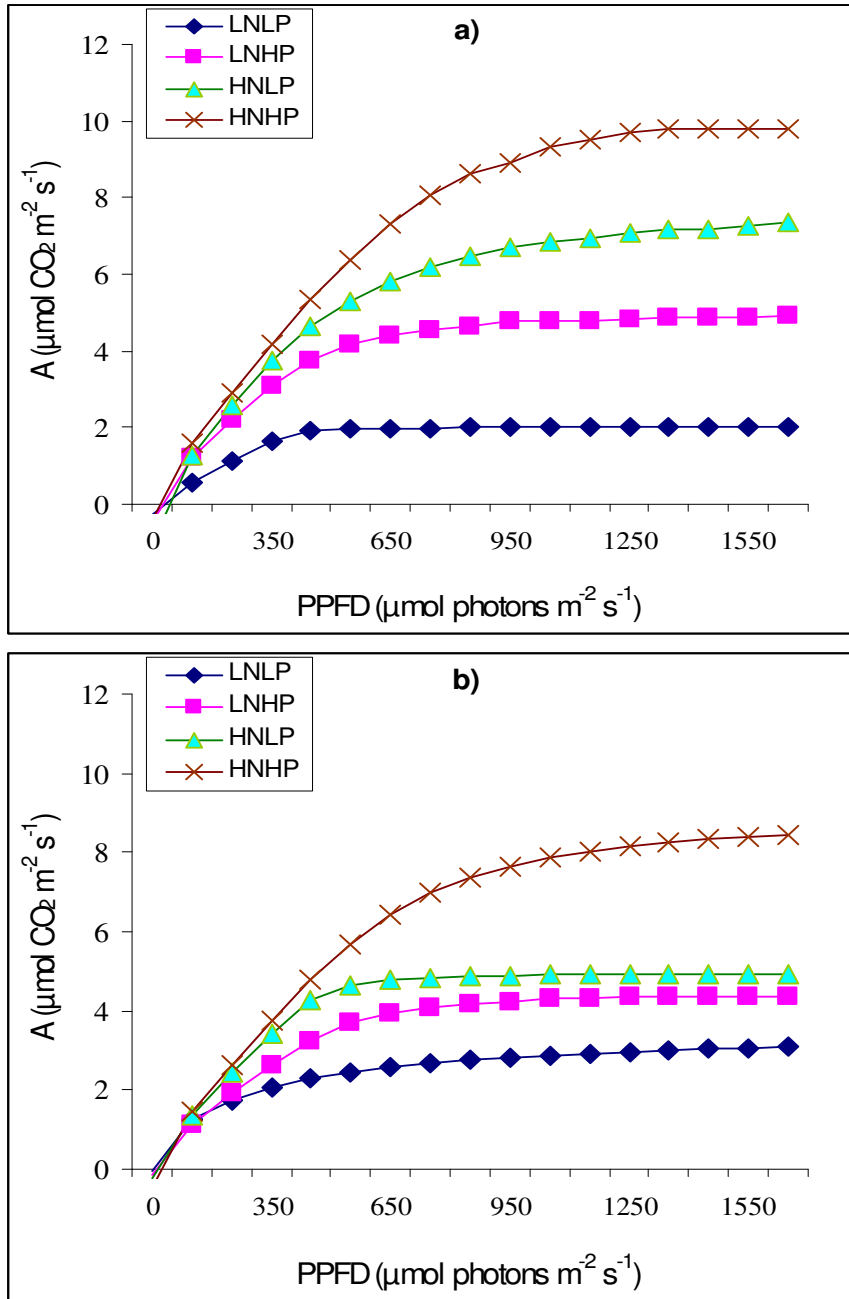 a)
LNLP
LNHP
HNLP
HNHP
12
10
8
6
4
2
0
A (µmol CO₂ m⁻² s⁻¹)
0 350 650 950 1250 1550
PPFD (µmol photons m⁻² s⁻¹)
b)
LNLP
LNHP
HNLP
HNHP
12
10
8
6
4
2
0
A (µmol CO₂ m⁻² s⁻¹)
0 350 650 950 1250 1550
PPFD (µmol photons m⁻² s⁻¹)